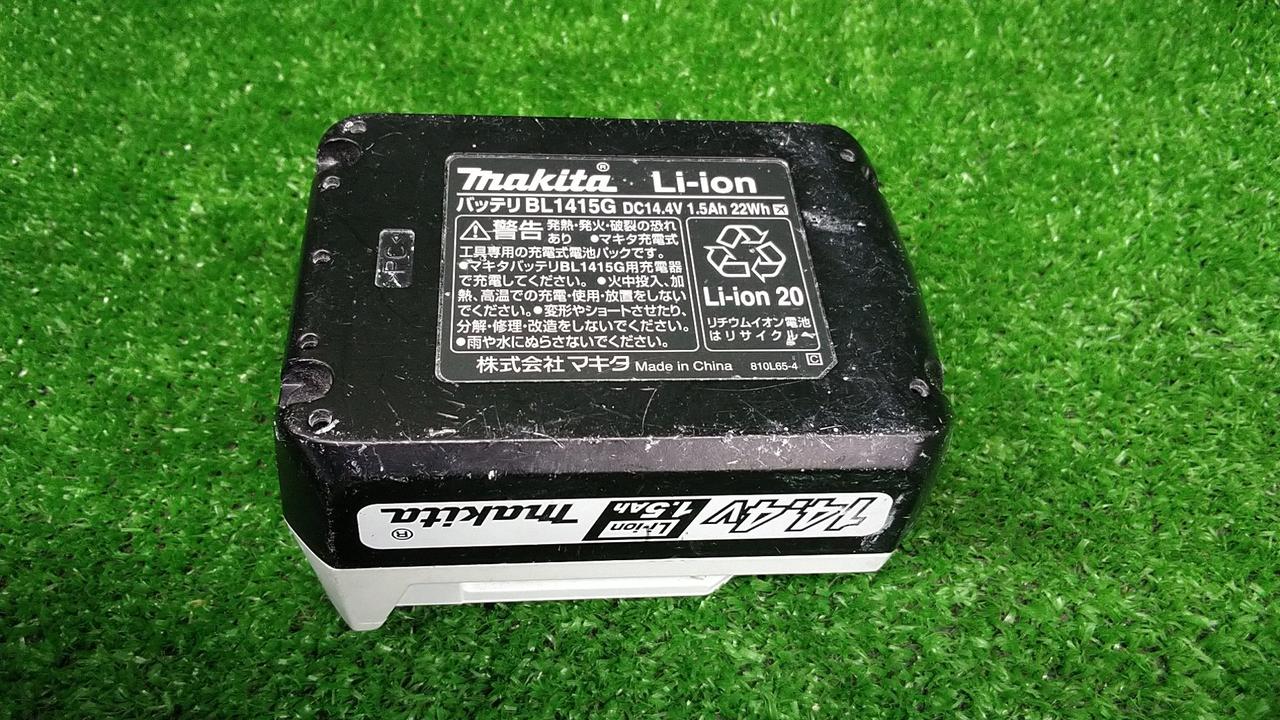 makita® Li-ion
バッテリ BL1415G DC14.4V 1.5Ah 22Wh
警告 発熱・発火・破裂の恐れ
あり ●マキタ充電式
工具専用の充電式電池パックです。
●マキタバッテリBL1415G用充電器
で充電してください。●火中投入、加
熱、高温での充電・使用・放置をしない
でください。●変形やショートさせたり、
分解・修理・改造をしないでください。
●雨や水にぬらさないでください。
Li-ion 20
リチウムイオン電池
はリサイクルへ
株式会社 マキタ Made in China 810L65-4 C
>PC<
14.4V Li-ion 1.5Ah makita®